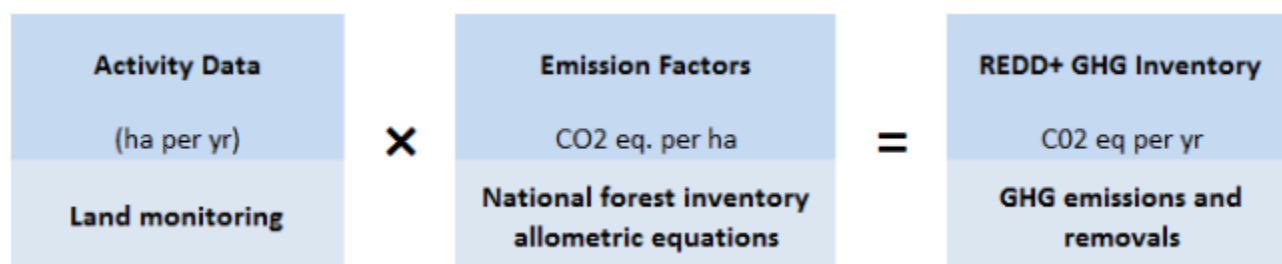 Activity Data
(ha per yr)
Land monitoring
×
Emission Factors
CO2 eq. per ha
National forest inventory
allometric equations
=
REDD+ GHG Inventory
C02 eq per yr
GHG emissions and
removals